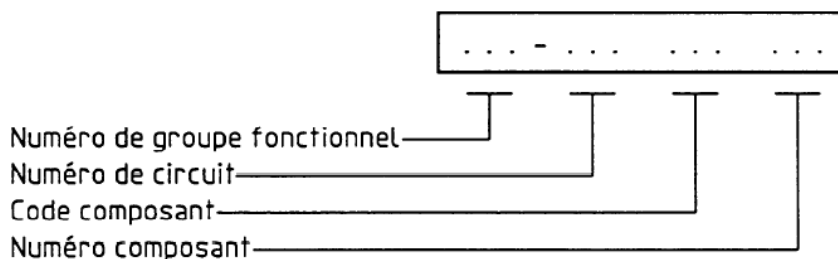 . . . - . . . . . . . . .
Numéro de groupe fonctionnel
Numéro de circuit
Code composant
Numéro composant